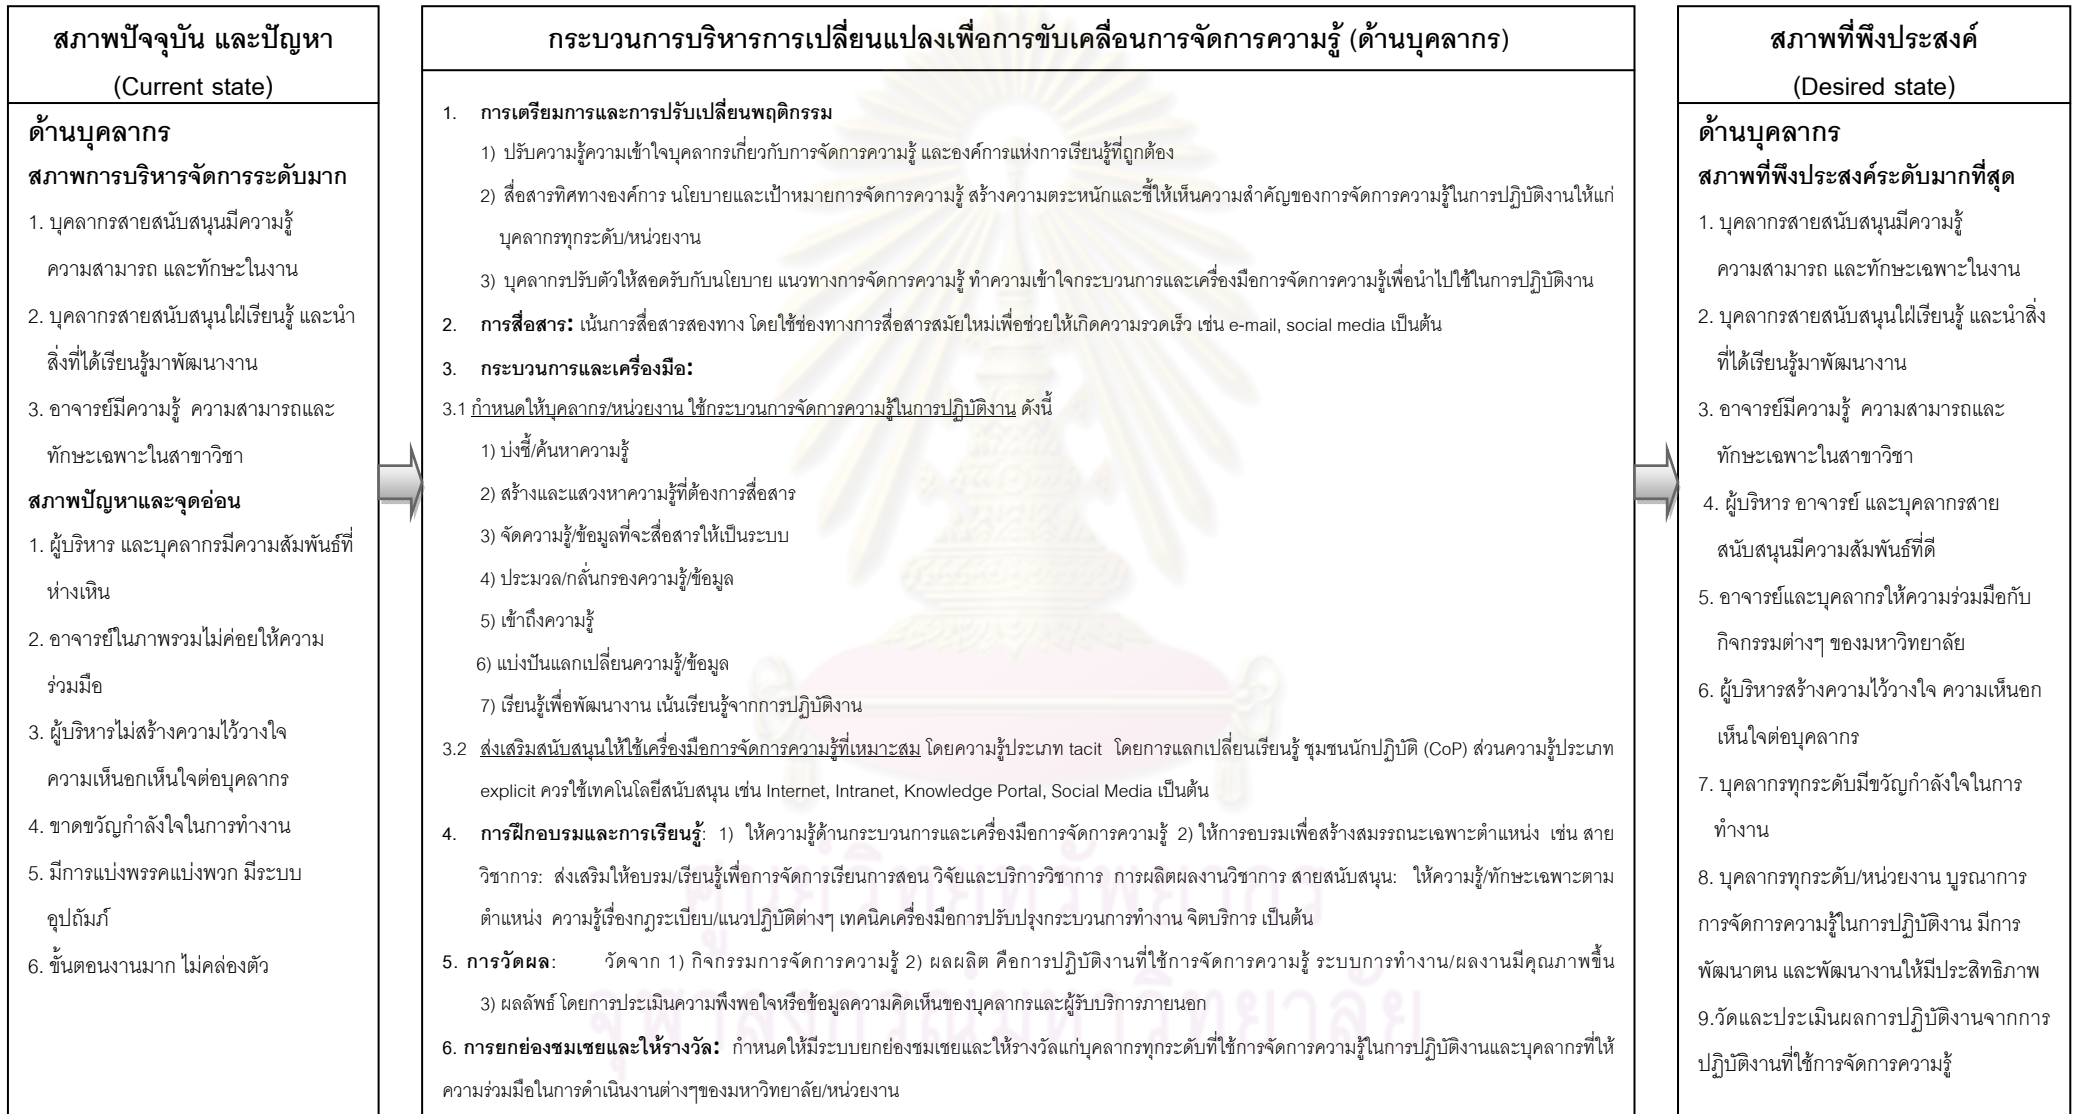 สภาพปัจจุบัน และปัญหา
(Current state)
ด้านบุคลากร
สภาพการบริหารจัดการระดับมาก
1. บุคลากรสายสนับสนุนมีความรู้
ความสามารถ และทักษะในงาน
2. บุคลากรสายสนับสนุนใฝ่เรียนรู้ และนำ
สิ่งที่ได้เรียนรู้มาพัฒนางาน
3. อาจารย์มีความรู้ ความสามารถและ
ทักษะเฉพาะในสาขาวิชา
สภาพปัญหาและจุดอ่อน
1. ผู้บริหาร และบุคลากรมีความสัมพันธ์ที่
ห่างเหิน
2. อาจารย์ในภาพรวมไม่ค่อยให้ความ
ร่วมมือ
3. ผู้บริหารไม่สร้างความไว้วางใจ
ความเห็นอกเห็นใจต่อบุคลากร
4. ขาดขวัญกำลังใจในการทำงาน
5. มีการแบ่งพรรคแบ่งพวก มีระบบ
อุปถัมภ์
6. ขั้นตอนงานมาก ไม่คล่องตัว
กระบวนการบริหารการเปลี่ยนแปลงเพื่อการขับเคลื่อนการจัดการความรู้ (ด้านบุคลากร)
1. การเตรียมการและการปรับเปลี่ยนพฤติกรรม
1) ปรับความรู้ความเข้าใจบุคลากรเกี่ยวกับการจัดการความรู้ และองค์การแห่งการเรียนรู้ที่ถูกต้อง
2) สื่อสารทิศทางองค์การ นโยบายและเป้าหมายการจัดการความรู้ สร้างความตระหนักและชี้ให้เห็นความสำคัญของการจัดการความรู้ในการปฏิบัติงานให้แก่
บุคลากรทุกระดับ/หน่วยงาน
3) บุคลากรปรับตัวให้สอดรับกับนโยบาย แนวทางการจัดการความรู้ ทำความเข้าใจกระบวนการและเครื่องมือการจัดการความรู้เพื่อนำไปใช้ในการปฏิบัติงาน
2. การสื่อสาร: เน้นการสื่อสารสองทาง โดยใช้ช่องทางการสื่อสารสมัยใหม่เพื่อช่วยให้เกิดความรวดเร็ว เช่น e-mail, social media เป็นต้น
3. กระบวนการและเครื่องมือ:
3.1 กำหนดให้บุคลากร/หน่วยงาน ใช้กระบวนการจัดการความรู้ในการปฏิบัติงาน ดังนี้
1) บ่งชี้/ค้นหาความรู้
2) สร้างและแสวงหาความรู้ที่ต้องการสื่อสาร
3) จัดความรู้/ข้อมูลที่จะสื่อสารให้เป็นระบบ
4) ประมวล/กลั่นกรองความรู้/ข้อมูล
5) เข้าถึงความรู้
6) แบ่งปันแลกเปลี่ยนความรู้/ข้อมูล
7) เรียนรู้เพื่อพัฒนางาน เน้นเรียนรู้จากการปฏิบัติงาน
3.2 ส่งเสริมสนับสนุนให้ใช้เครื่องมือการจัดการความรู้ที่เหมาะสม โดยความรู้ประเภท tacit โดยการแลกเปลี่ยนเรียนรู้ ชุมชนนักปฏิบัติ (CoP) ส่วนความรู้ประเภท
explicit ควรใช้เทคโนโลยีสนับสนุน เช่น Internet, Intranet, Knowledge Portal, Social Media เป็นต้น
4. การฝึกอบรมและการเรียนรู้: 1) ให้ความรู้ด้านกระบวนการและเครื่องมือการจัดการความรู้ 2) ให้การอบรมเพื่อสร้างสมรรถนะเฉพาะตำแหน่ง เช่น สาย
วิชาการ: ส่งเสริมให้อบรม/เรียนรู้เพื่อการจัดการเรียนการสอน วิจัยและบริการวิชาการ การผลิตผลงานวิชาการ สายสนับสนุน: ให้ความรู้/ทักษะเฉพาะตาม
ตำแหน่ง ความรู้เรื่องกฎระเบียบ/แนวปฏิบัติต่างๆ เทคนิคเครื่องมือการปรับปรุงกระบวนการทำงาน จิตบริการ เป็นต้น
5. การวัดผล: วัดจาก 1) กิจกรรมการจัดการความรู้ 2) ผลผลิต คือการปฏิบัติงานที่ใช้การจัดการความรู้ ระบบการทำงาน/ผลงานมีคุณภาพขึ้น
3) ผลลัพธ์ โดยการประเมินความพึงพอใจหรือข้อมูลความคิดเห็นของบุคลากรและผู้รับบริการภายนอก
6. การยกย่องชมเชยและให้รางวัล: กำหนดให้มีระบบยกย่องชมเชยและให้รางวัลแก่บุคลากรทุกระดับที่ใช้การจัดการความรู้ในการปฏิบัติงานและบุคลากรที่ให้
ความร่วมมือในการดำเนินงานต่างๆของมหาวิทยาลัย/หน่วยงาน
ศูนย์วิทยทรัพยากร
จุฬาลงกรณ์มหาวิทยาลัย
สภาพที่พึงประสงค์
(Desired state)
ด้านบุคลากร
สภาพที่พึงประสงค์ระดับมากที่สุด
1. บุคลากรสายสนับสนุนมีความรู้
ความสามารถ และทักษะเฉพาะในงาน
2. บุคลากรสายสนับสนุนใฝ่เรียนรู้ และนำสิ่ง
ที่ได้เรียนรู้มาพัฒนางาน
3. อาจารย์มีความรู้ ความสามารถและ
ทักษะเฉพาะในสาขาวิชา
4. ผู้บริหาร อาจารย์ และบุคลากรสาย
สนับสนุนมีความสัมพันธ์ที่ดี
5. อาจารย์และบุคลากรให้ความร่วมมือกับ
กิจกรรมต่างๆ ของมหาวิทยาลัย
6. ผู้บริหารสร้างความไว้วางใจ ความเห็นอก
เห็นใจต่อบุคลากร
7. บุคลากรทุกระดับมีขวัญกำลังใจในการ
ทำงาน
8. บุคลากรทุกระดับ/หน่วยงาน บูรณาการ
การจัดการความรู้ในการปฏิบัติงาน มีการ
พัฒนาตน และพัฒนางานให้มีประสิทธิภาพ
9.วัดและประเมินผลการปฏิบัติงานจากการ
ปฏิบัติงานที่ใช้การจัดการความรู้